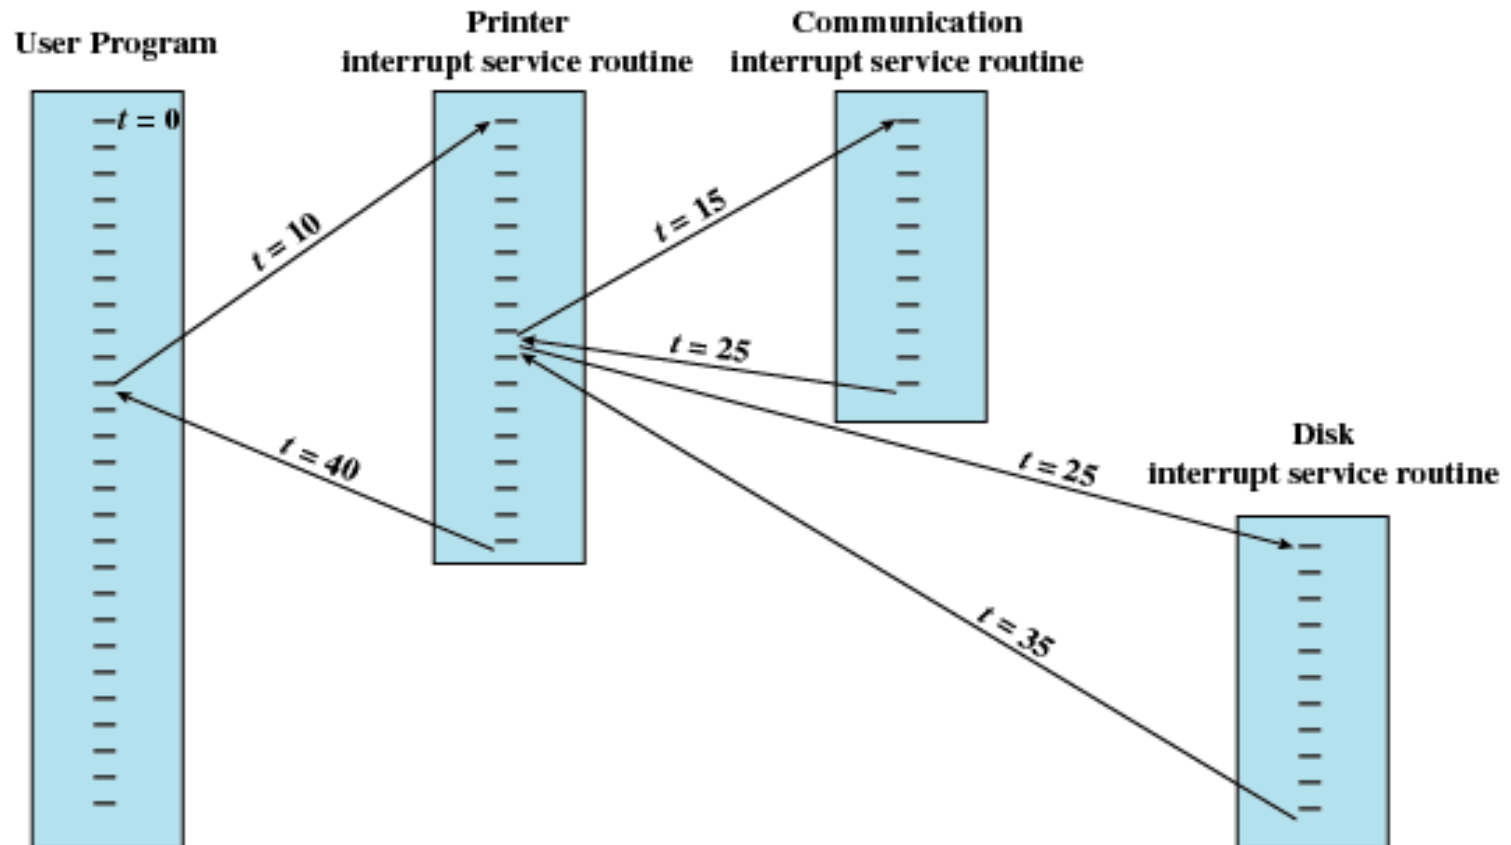 User Program
Printer
interrupt service routine
Communication
interrupt service routine
t = 0
t = 10
t = 15
t = 25
t = 40
t = 25
Disk
interrupt service routine
t = 35